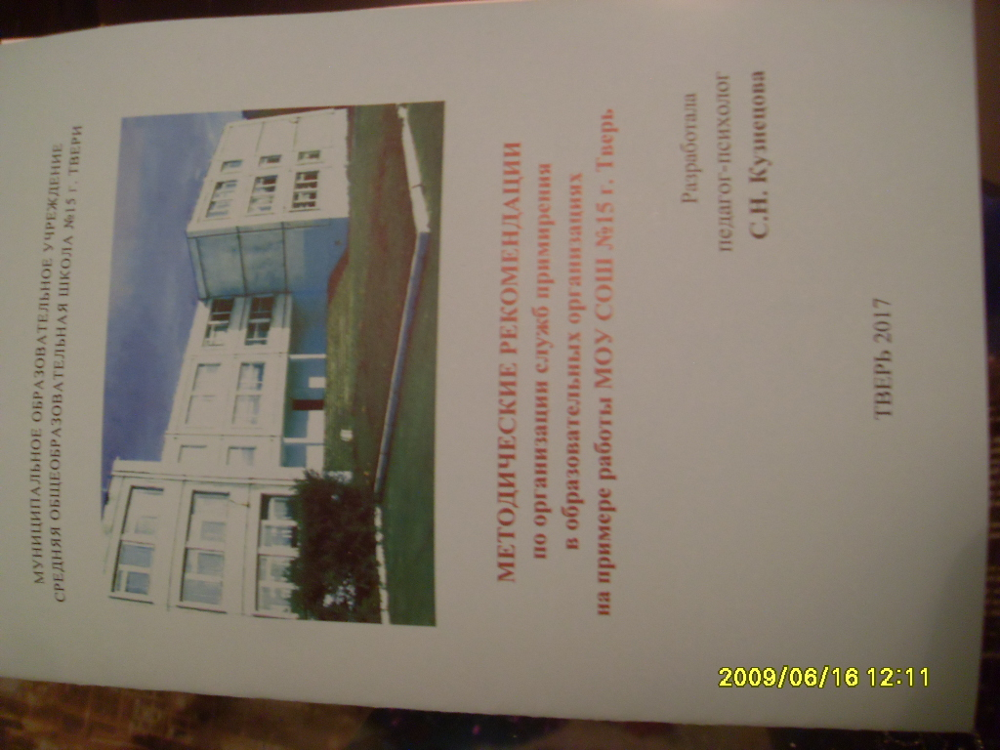 МУНИЦИПАЛЬНОЕ ОБРАЗОВАТЕЛЬНОЕ УЧРЕЖДЕНИЕ
СРЕДНЯЯ ОБЩЕОБРАЗОВАТЕЛЬНАЯ ШКОЛА №15 г. ТВЕРИ
МЕТОДИЧЕСКИЕ РЕКОМЕНДАЦИИ
по организации служб примирения
в образовательных организациях
на примере работы МОУ СОШ №15 г. Тверь
Разработала
педагог-психолог
С.Н. Кузнецова
ТВЕРЬ 2017
2009/06/16 12:11